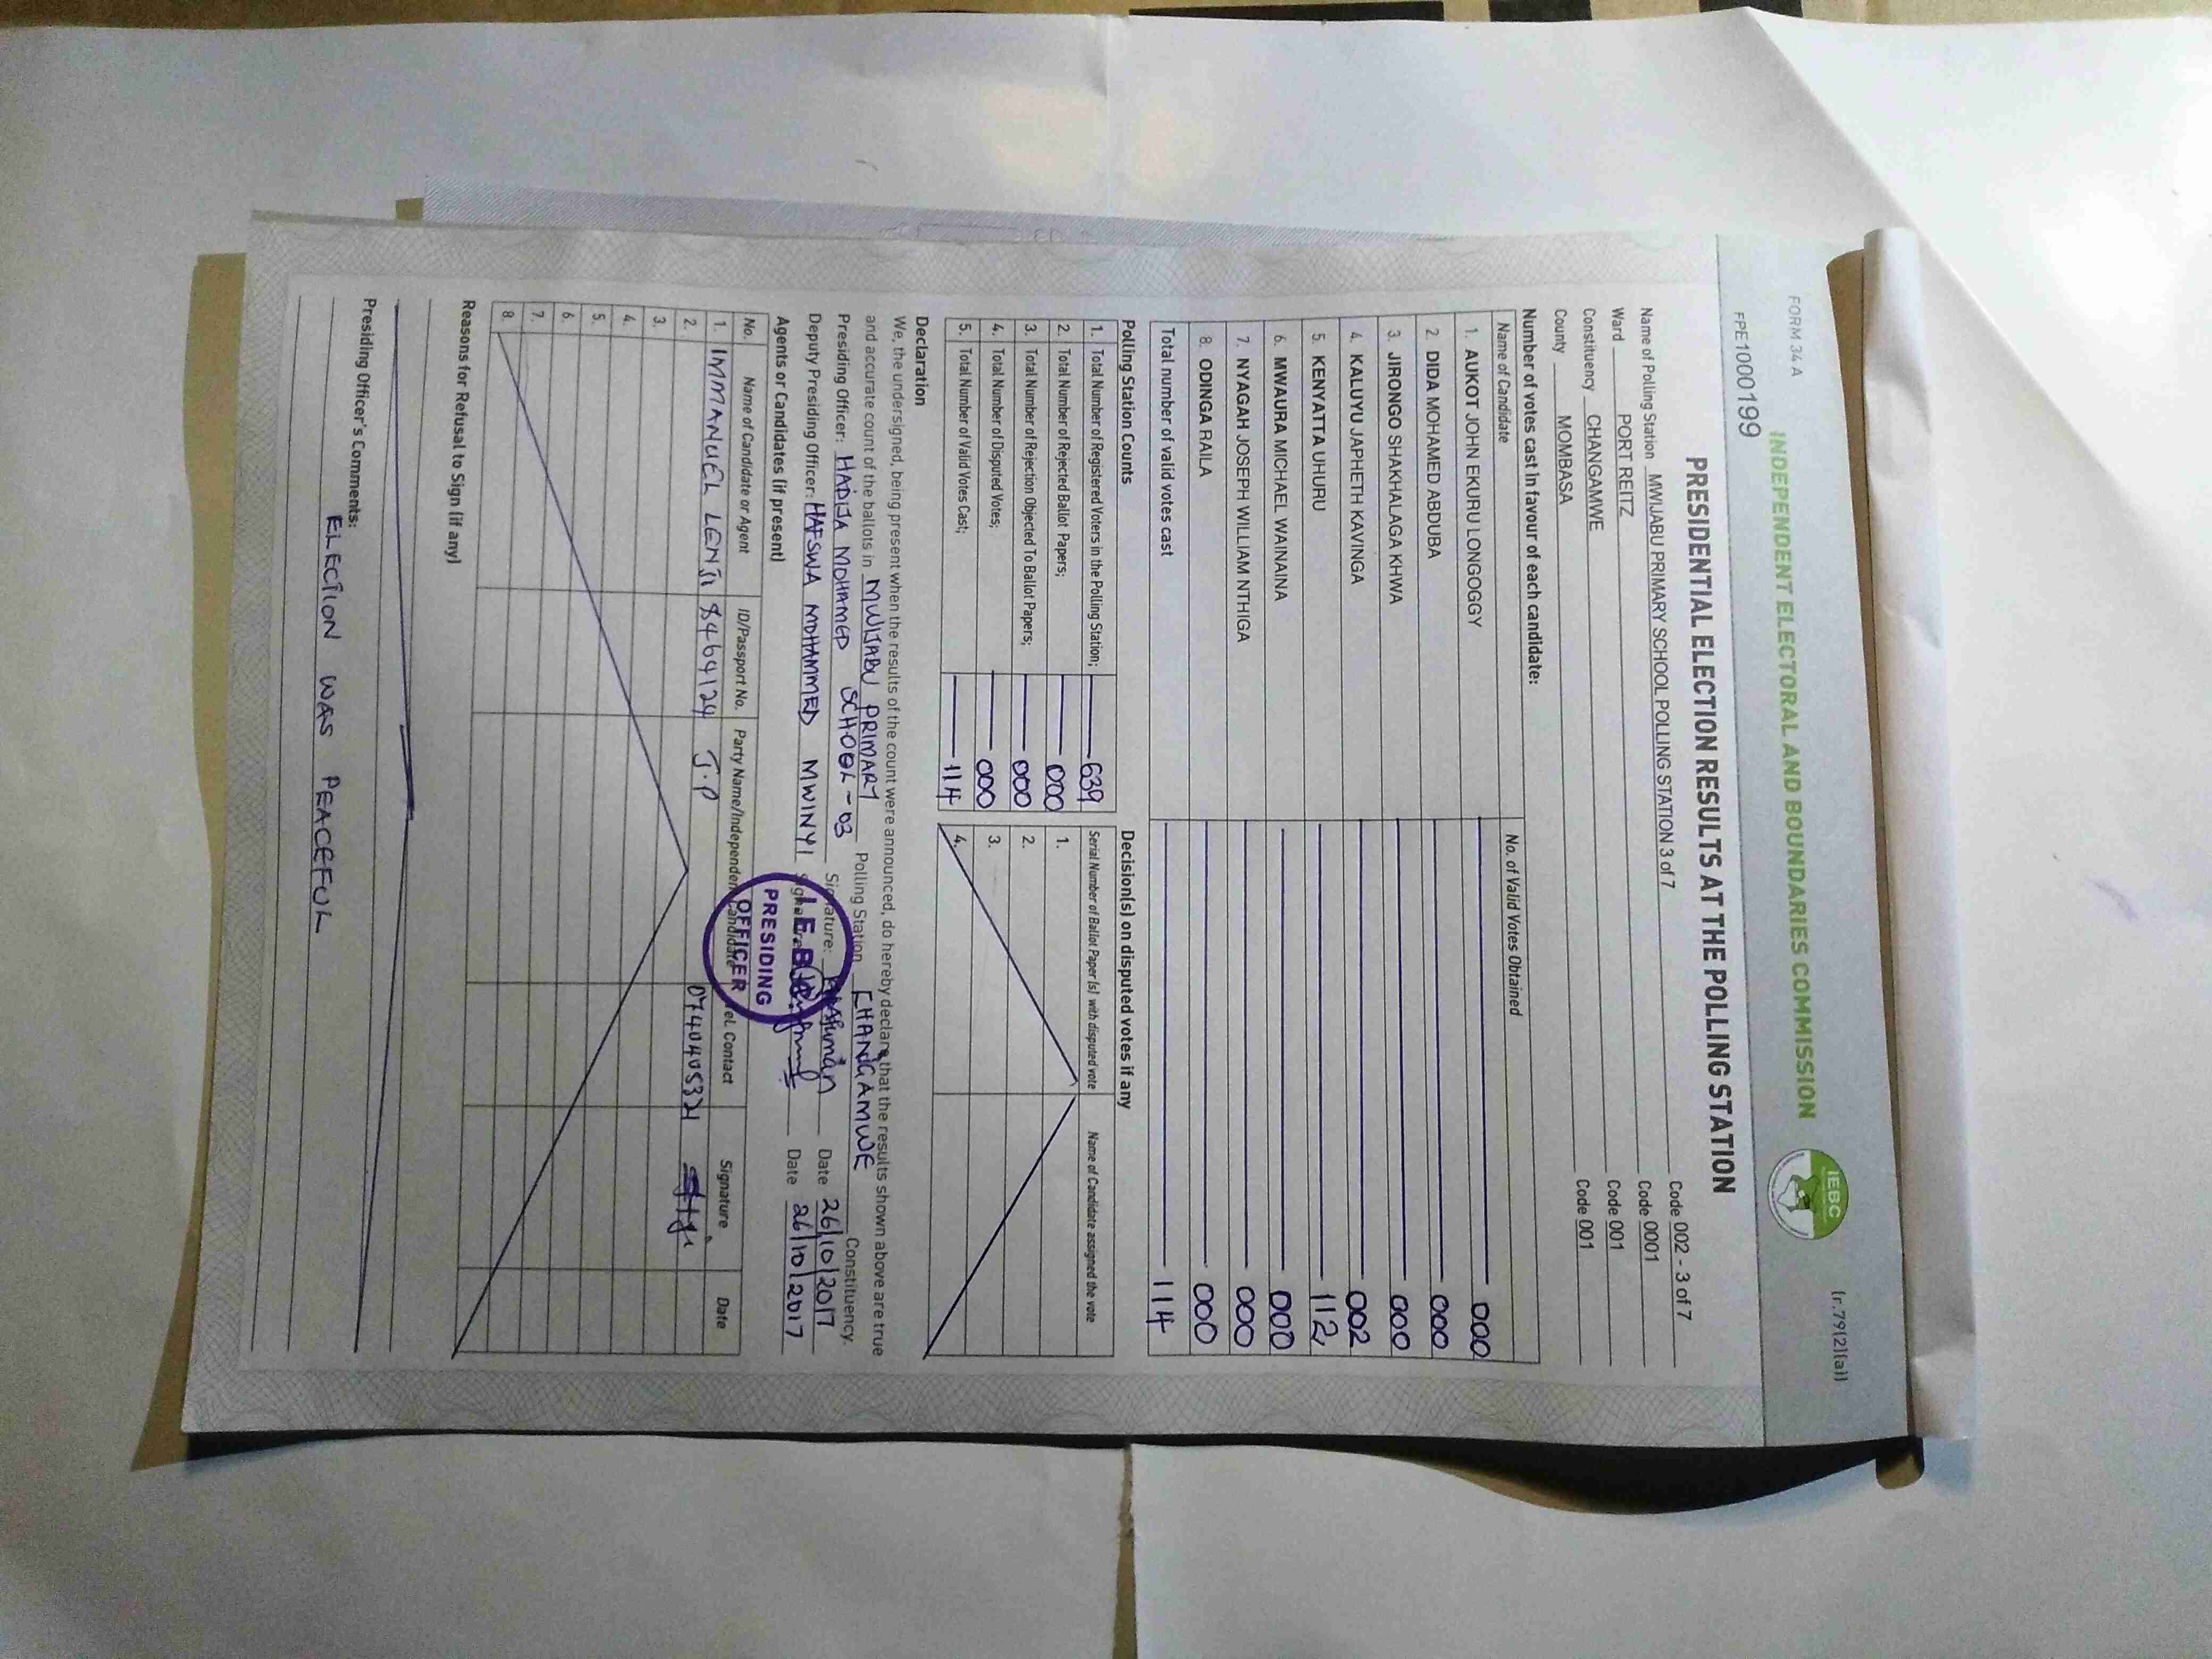 FORM 34 A
(r.79(2)(a))
INDEPENDENT ELECTORAL AND BOUNDARIES COMMISSION
IEBC
FPE10001​99
PRESIDENTIAL ELECTION RESULTS AT THE POLLING STATION
Name of Polling Station MWIJABU PRIMARY SCHOOL POLLING STATION 3 of 7 Code 002 - 3 of 7
Ward PORT REITZ Code 0001
Constituency CHANGAMWE Code 001
County MOMBASA Code 001
Number of votes cast in favour of each candidate:
Name of Candidate No. of Valid Votes Obtained
1. AUKOT JOHN EKURU LONGOGGY 000
2. DIDA MOHAMED ABDUBA 000
3. JIRONGO SHAKHALAGA KHWA 000
4. KALUYU JAPHETH KAVINGA 002
5. KENYATTA UHURU 112
6. MWAURA MICHAEL WAINAINA 000
7. NYAGAH JOSEPH WILLIAM NTHIGA 000
8. ODINGA RAILA 000
Total number of valid votes cast 114
Polling Station Counts
1. Total Number of Registered Voters in the Polling Station; 639
2. Total Number of Rejected Ballot Papers; 000
3. Total Number of Rejection Objected To Ballot Papers; 000
4. Total Number of Disputed Votes; 000
5. Total Number of Valid Votes Cast; 114
Decision(s) on disputed votes if any
Serial Number of Ballot Paper(s) with disputed vote Name of Candidate assigned the vote
1.
2.
3.
4.
Declaration
We, the undersigned, being present when the results of the count were announced, do hereby declare that the results shown above are true
and accurate count of the ballots in MWIJABU PRIMARY SCHOOL - 03 Polling Station CHANGAMWE Constituency.
Presiding Officer: HADIJA MOHAMED Signature: Date 26/10/2017
Deputy Presiding Officer: HAFSWA MOHAMMED MWINYI Signature: Date 26/10/2017
I.E.B.C
PRESIDING
OFFICER
Agents or Candidates (if present)
No. Name of Candidate or Agent ID/Passport No. Party Name/Independent Candidate Tel. Contact Signature Date
1. IMMANUEL LENJI 8469124 J.P 0740405321
2.
3.
4.
5.
6.
7.
8.
Reasons for Refusal to Sign (if any)
Presiding Officer's Comments:
ELECTION WAS PEACEFUL